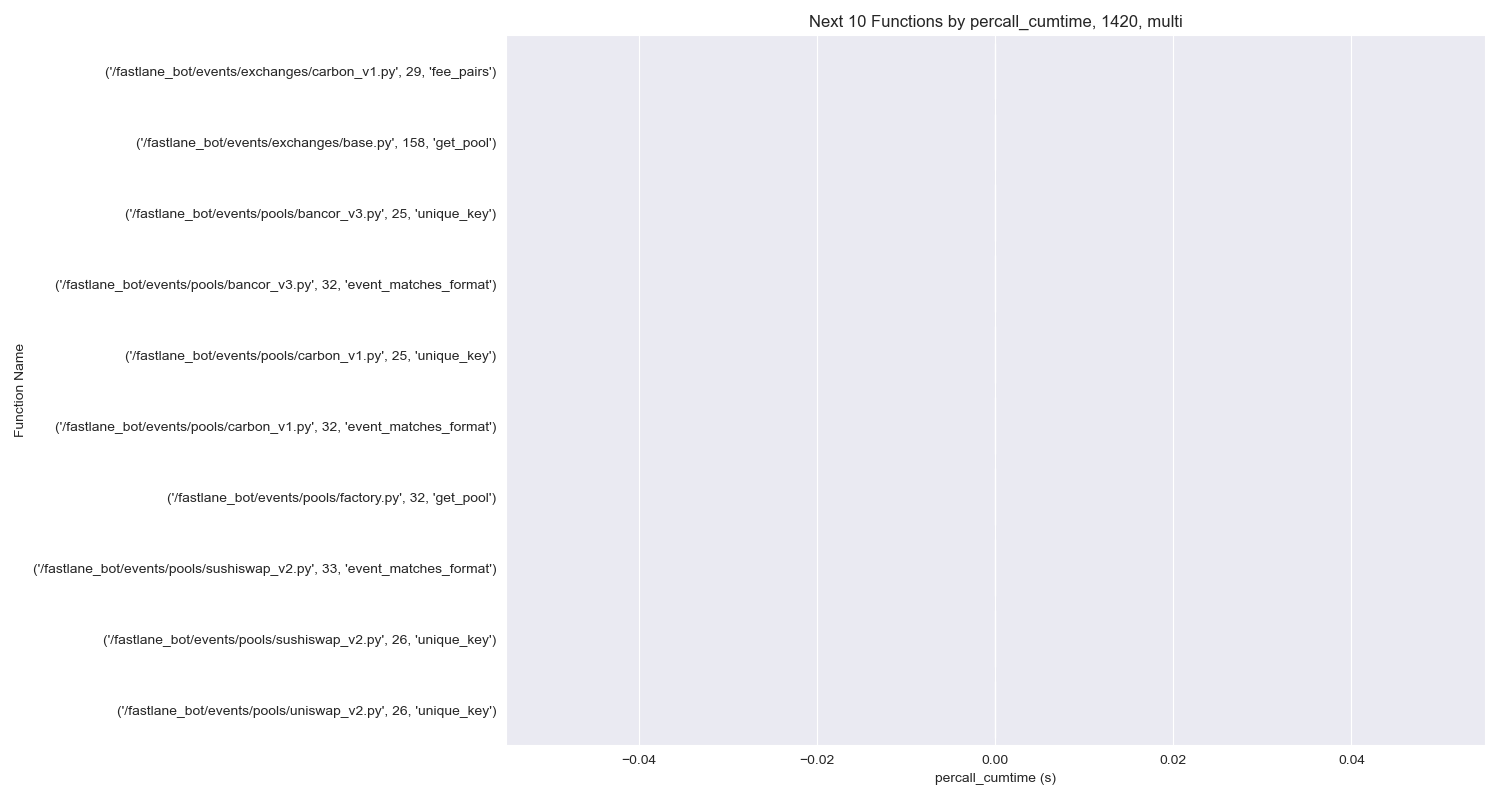 Next 10 Functions by percall_cumtime, 1420, multi
('/fastlane_bot/events/exchanges/carbon_v1.py', 29, 'fee_pairs')
('/fastlane_bot/events/exchanges/base.py', 158, 'get_pool')
('/fastlane_bot/events/pools/bancor_v3.py', 25, 'unique_key')
('/fastlane_bot/events/pools/bancor_v3.py', 32, 'event_matches_format')
('/fastlane_bot/events/pools/carbon_v1.py', 25, 'unique_key')
('/fastlane_bot/events/pools/carbon_v1.py', 32, 'event_matches_format')
('/fastlane_bot/events/pools/factory.py', 32, 'get_pool')
('/fastlane_bot/events/pools/sushiswap_v2.py', 33, 'event_matches_format')
('/fastlane_bot/events/pools/sushiswap_v2.py', 26, 'unique_key')
('/fastlane_bot/events/pools/uniswap_v2.py', 26, 'unique_key')
Function Name
−0.04 −0.02 0.00 0.02 0.04
percall_cumtime (s)